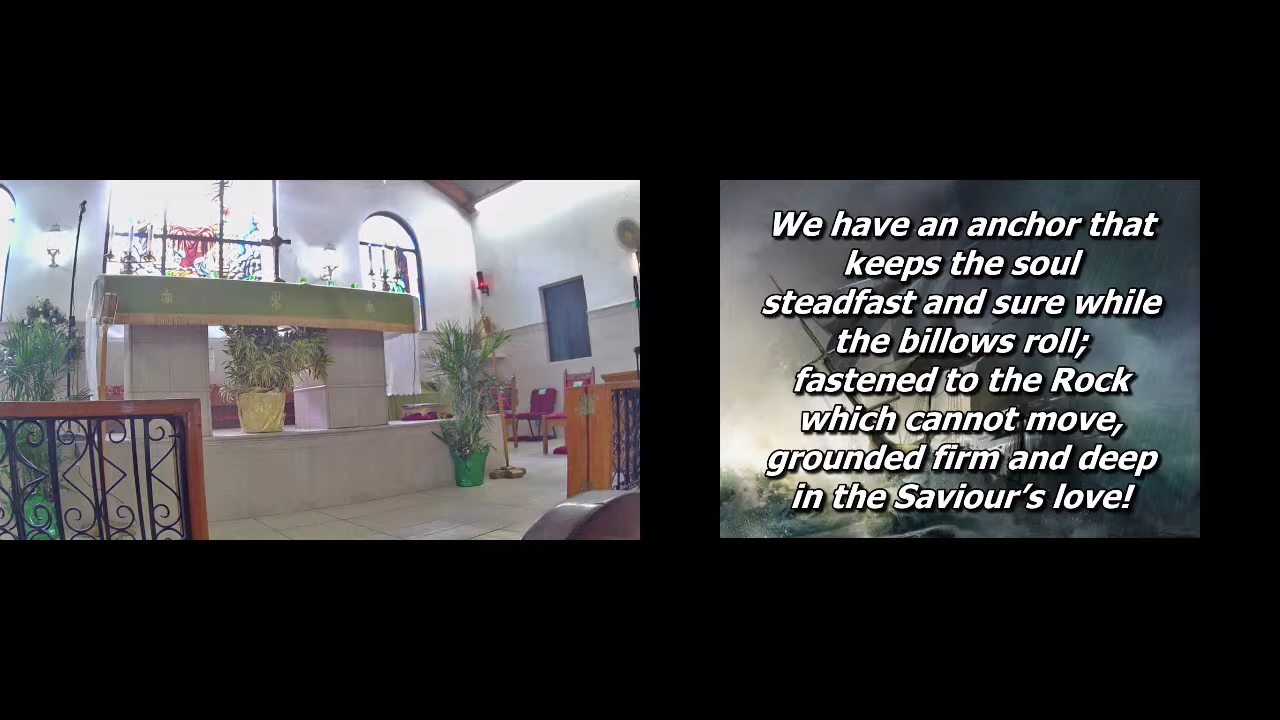 We have an anchor that
keeps the soul
steadfast and sure while
the billows roll;
fastened to the Rock
which cannot move,
grounded firm and deep
in the Saviour’s love!